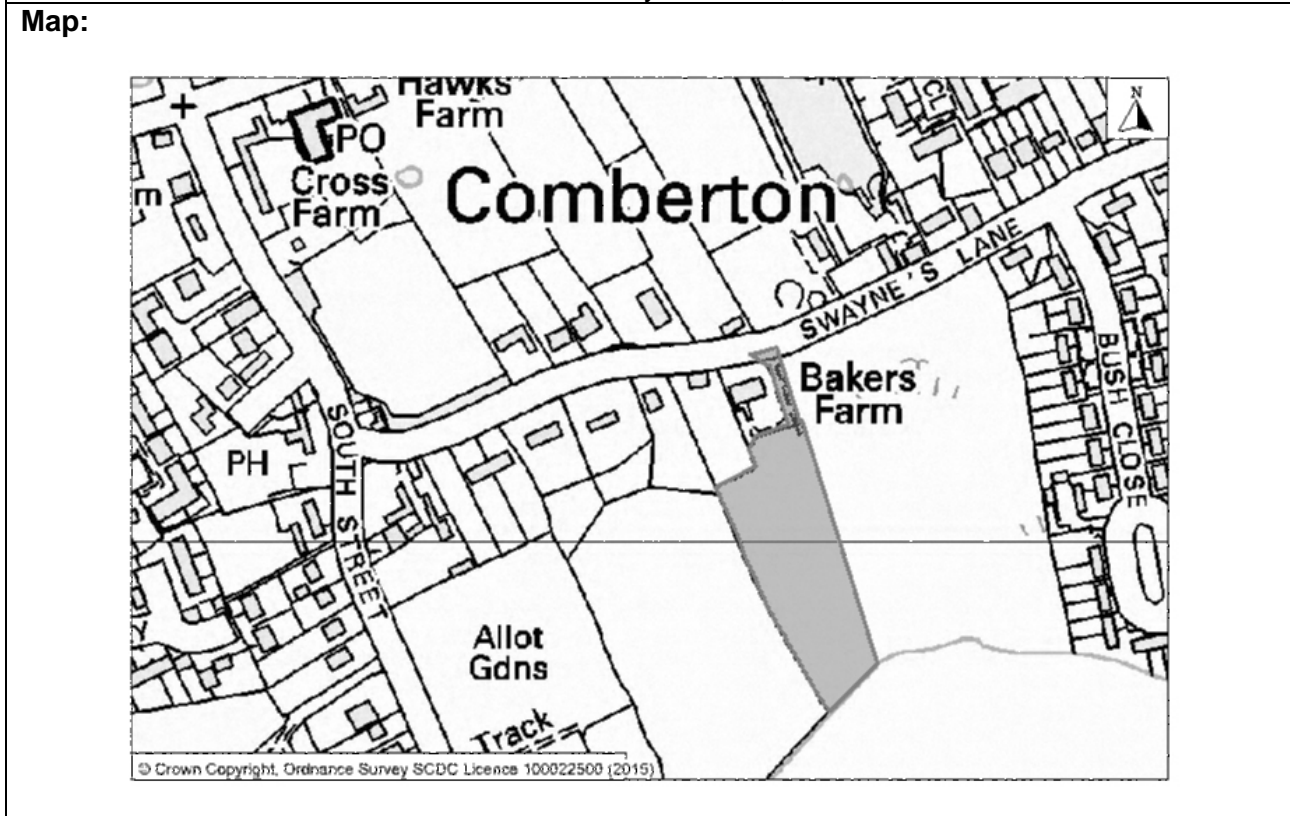 Map:
N
Hawks
Farm
PO
Cross
Farm
m
Comberton
CL
SWAYNE'S LANE
Bakers
Farm
BUSH CLOSE
SOUTH STREET
PH
Y
Allot
Gdns
Track
© Crown Copyright, Ordnance Survey SCDC Licence 100022500 (2015)